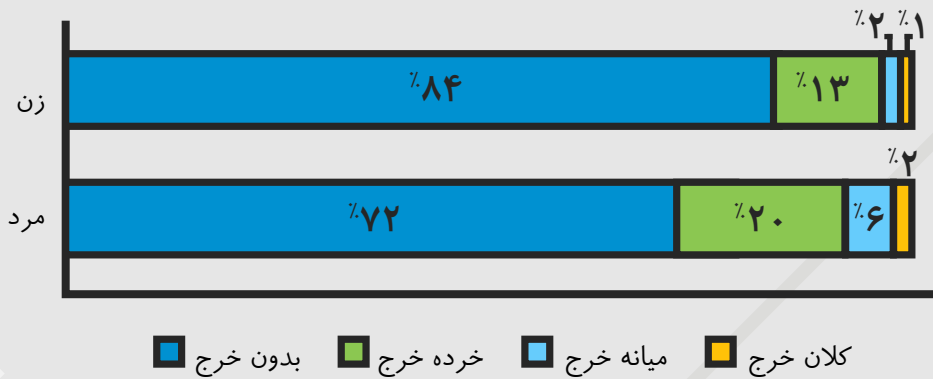 ٪۲ ٪۱
زن ٪۸۴ ٪۱۳
٪۲
مرد ٪۷۲ ٪۲۰ ٪۶
بدون خرج خرده خرج میانه خرج کلان خرج